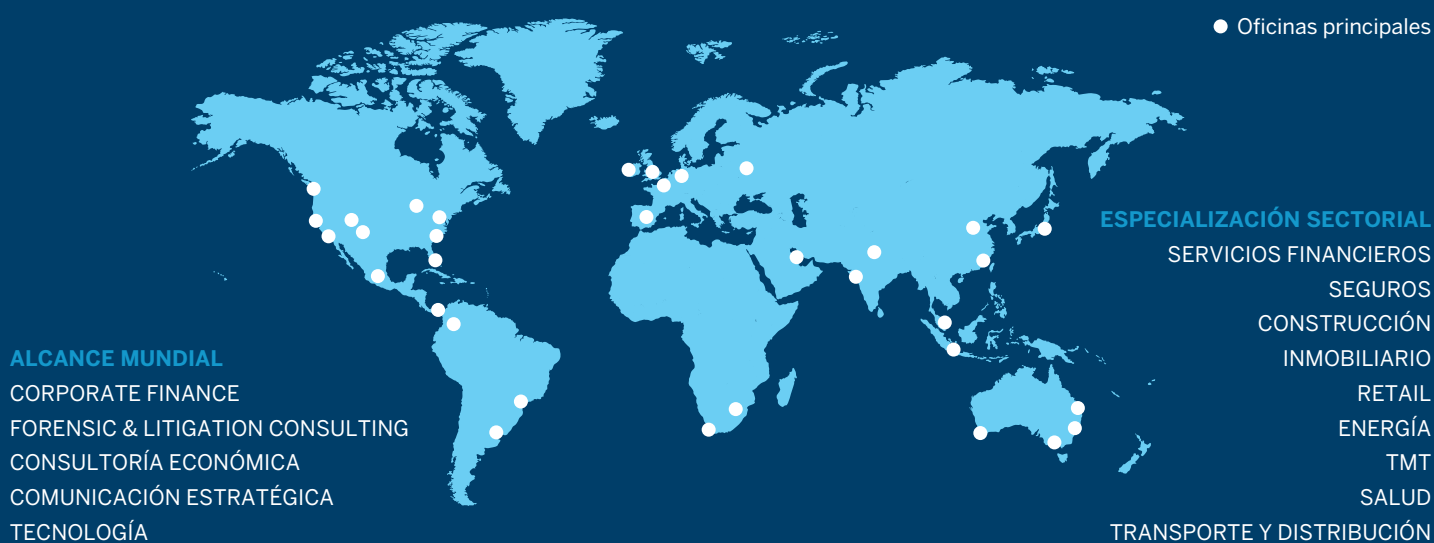 Oficinas principales
ALCANCE MUNDIAL
CORPORATE FINANCE
FORENSIC & LITIGATION CONSULTING
CONSULTORÍA ECONÓMICA
COMUNICACIÓN ESTRATÉGICA
TECNOLOGÍA
ESPECIALIZACIÓN SECTORIAL
SERVICIOS FINANCIEROS
SEGUROS
CONSTRUCCIÓN
INMOBILIARIO
RETAIL
ENERGÍA
TMT
SALUD
TRANSPORTE Y DISTRIBUCIÓN